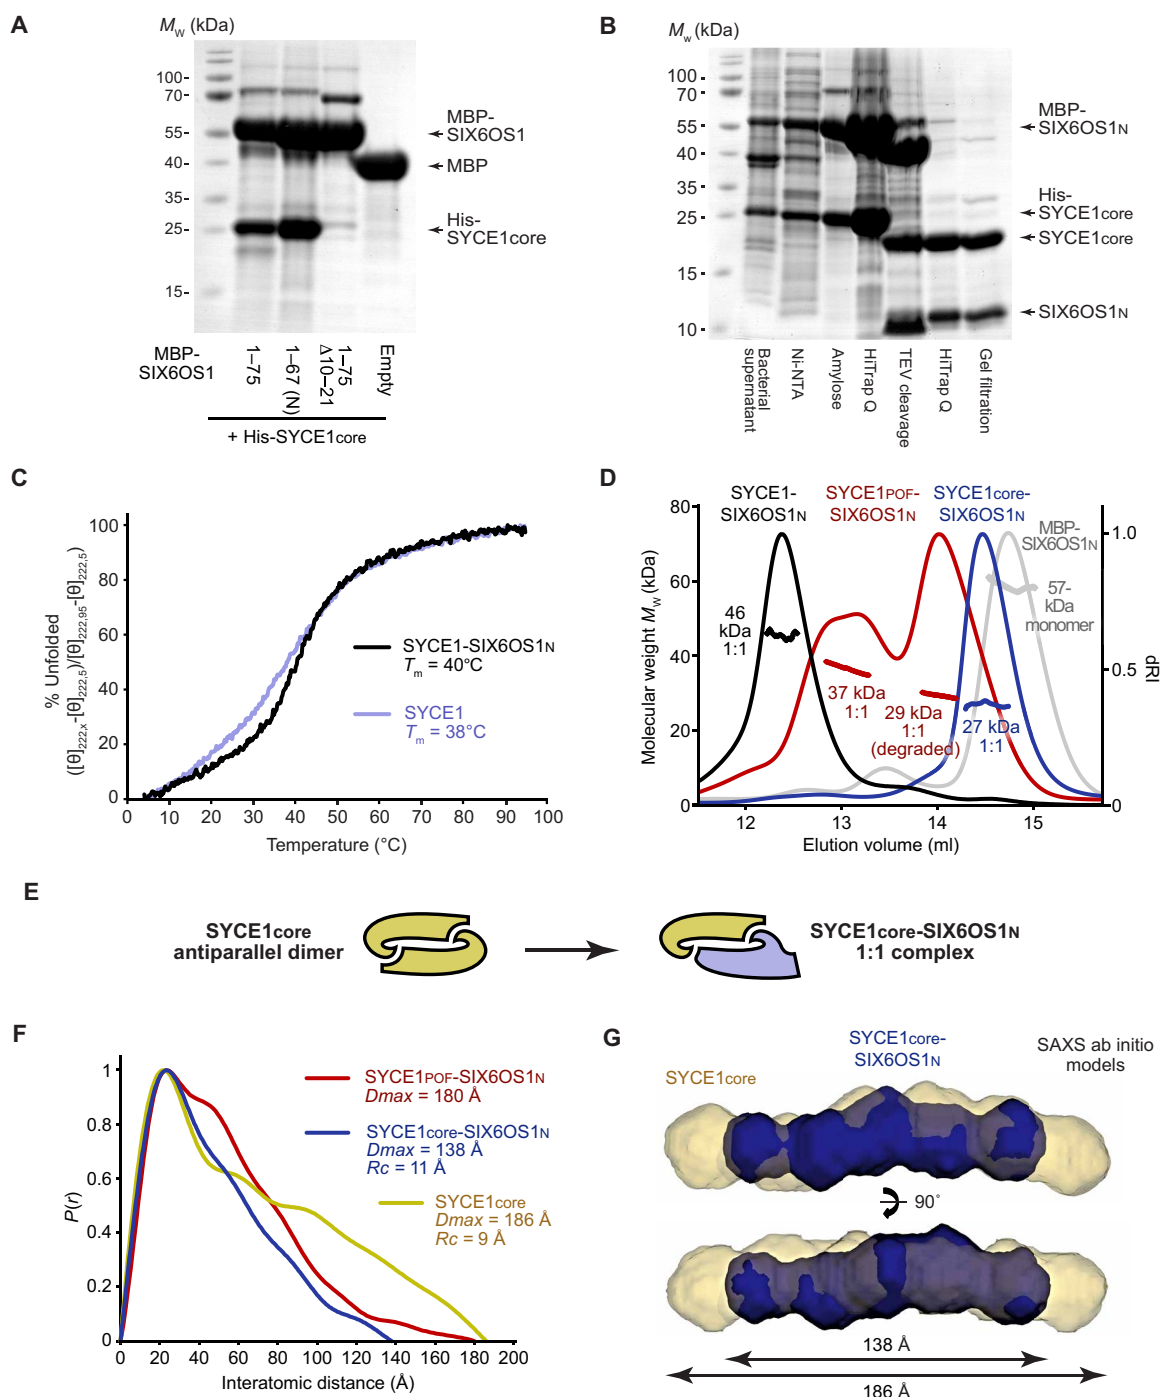 A
Mw (kDa)
100-
70-
55-
40-
35-
25-
15-
MBP-
SIX6OS1
MBP
His-
SYCE1core
MBP-
SIX6OS1
1–75
1–67 (N)
1–75
Δ10–21
Empty
+ His-SYCE1core
B
Mw (kDa)
100-
70-
55-
40-
35-
25-
15-
10-
MBP-
SIX6OS1N
His-
SYCE1core
SYCE1core
SIX6OS1N
Bacterial
supernatant
Ni-NTA
Amylose
HiTrap Q
TEV cleavage
HiTrap Q
Gel filtration
C
% Unfolded
([θ]222,x-[θ]222,5)/[θ]222,95-[θ]222,5)
100
80
60
40
20
0
0 10 20 30 40 50 60 70 80 90 100
Temperature (°C)
SYCE1-SIX6OS1N
Tm = 40°C
SYCE1
Tm = 38°C
D
Molecular weight Mw (kDa)
80
60
40
20
0
12 13 14 15
Elution volume (ml)
1.0
0.5
0
dRI
SYCE1-
SIX6OS1N
SYCE1POF-
SIX6OS1N
SYCE1core-
SIX6OS1N
MBP-
SIX6OS1N
46
kDa
1:1
37 kDa
1:1
29 kDa
1:1
(degraded)
27 kDa
1:1
57-
kDa
monomer
E
SYCE1core
antiparallel dimer
SYCE1core-SIX6OS1N
1:1 complex
F
P(r)
1
0.8
0.6
0.4
0.2
0
0 20 40 60 80 100 120 140 160 180 200
Interatomic distance (Å)
SYCE1POF-SIX6OS1N
Dmax = 180 Å
SYCE1core-SIX6OS1N
Dmax = 138 Å
Rc = 11 Å
SYCE1core
Dmax = 186 Å
Rc = 9 Å
G
SYCE1core
SYCE1core-
SIX6OS1N
SAXS ab initio
models
90°
138 Å
186 Å